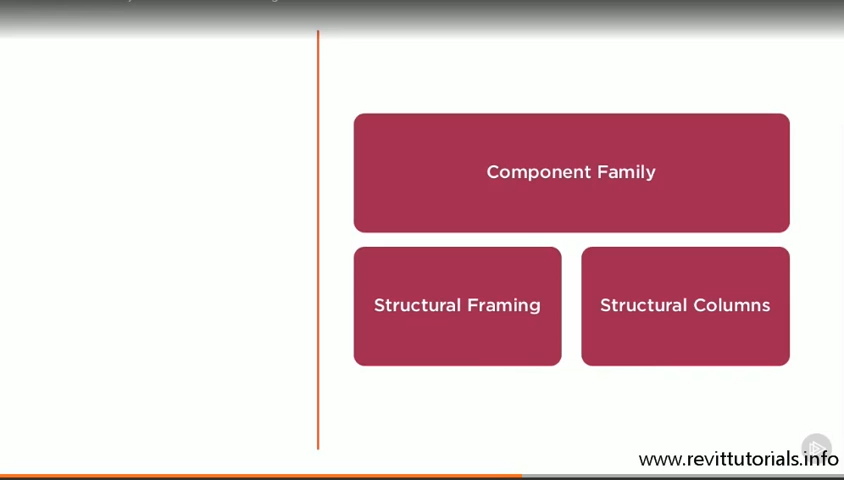 Component Family
Structural Framing
Structural Columns
www.revittutorials.info